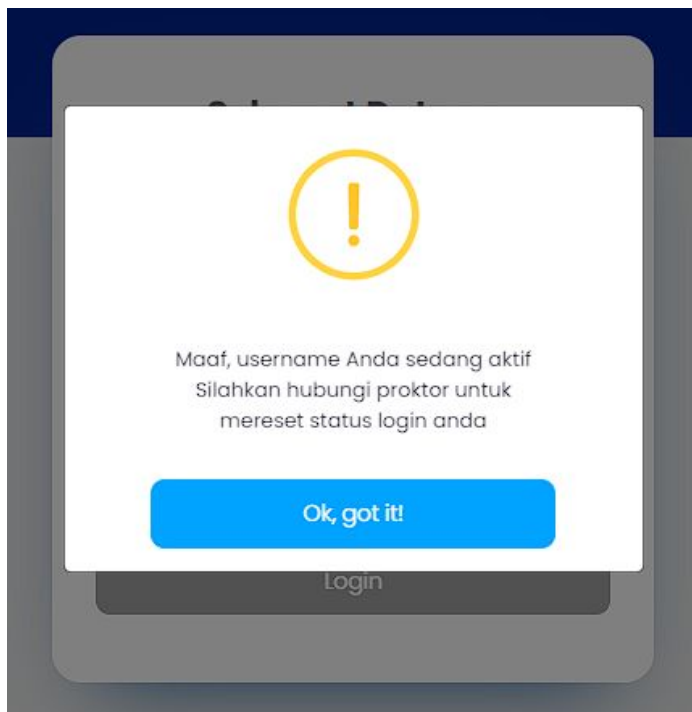 Maaf, username Anda sedang aktif
Silahkan hubungi proktor untuk
mereset status login anda
Ok, got it!
Login